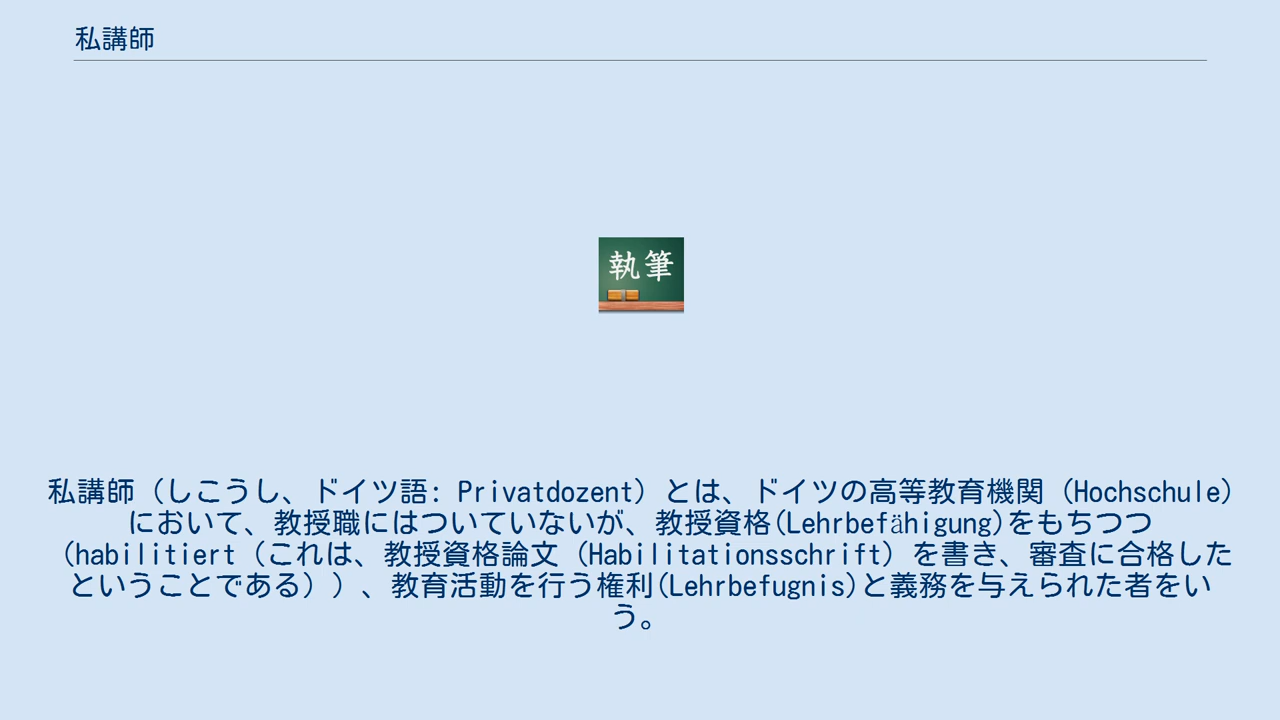 私講師
執筆
私講師（しこうし、ドイツ語: Privatdozent）とは、ドイツの高等教育機関（Hochschule）
において、教授職にはついていないが、教授資格(Lehrbefähigung)をもちつつ
（habilitiert（これは、教授資格論文（Habilitationsschrift）を書き、審査に合格した
ということである））、教育活動を行う権利(Lehrbefugnis)と義務を与えられた者をい
う。